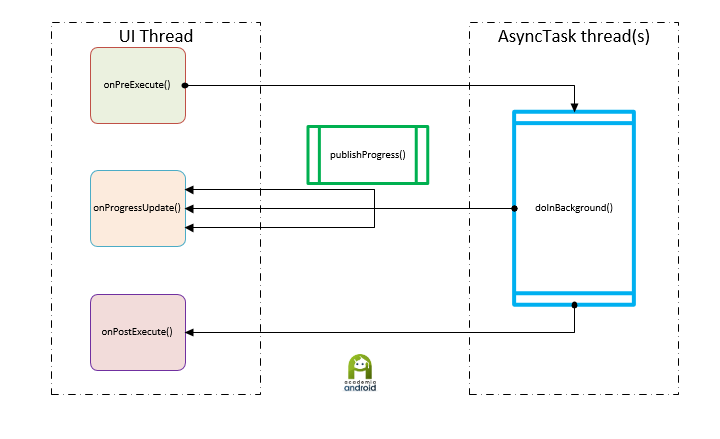 UI Thread
AsyncTask thread(s)
onPreExecute()
publishProgress()
onProgressUpdate()
doInBackground()
onPostExecute()
academia
android